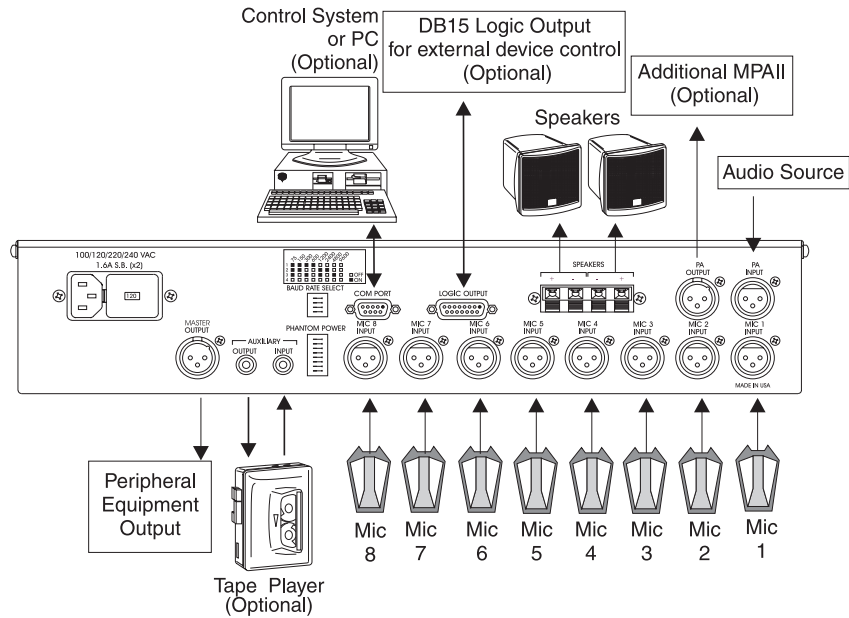 Control System
or PC
(Optional)
DB15 Logic Output
for external device control
(Optional)
Additional MPAII
(Optional)
Speakers
Audio Source
100/120/220/240 VAC
1.6A S.B. (x2)
120
OFF
ON
BAUD RATE SELECT
COM PORT
LOGIC OUTPUT
SPEAKERS
+ - - +
PA
OUTPUT
PA
INPUT
MASTER
OUTPUT
AUXILIARY
OUTPUT INPUT
PHANTOM POWER
MIC 8
INPUT
MIC 7
INPUT
MIC 6
INPUT
MIC 5
INPUT
MIC 4
INPUT
MIC 3
INPUT
MIC 2
INPUT
MIC 1
INPUT
MADE IN USA
Peripheral
Equipment
Output
Tape Player
(Optional)
Mic
8
Mic
7
Mic
6
Mic
5
Mic
4
Mic
3
Mic
2
Mic
1